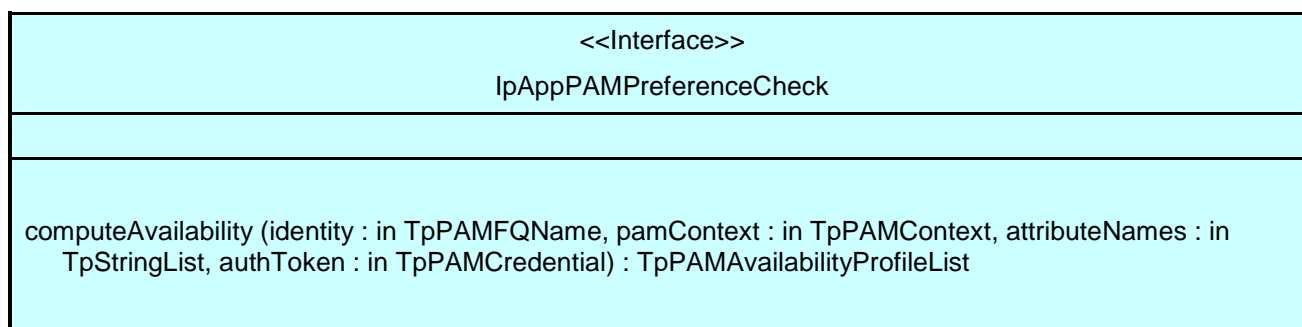 <<Interface>>
IpAppPAMPreferenceCheck
computeAvailability (identity : in TpPAMFQName, pamContext : in TpPAMContext, attributeNames : in
TpStringList, authToken : in TpPAMCredential) : TpPAMAvailabilityProfileList